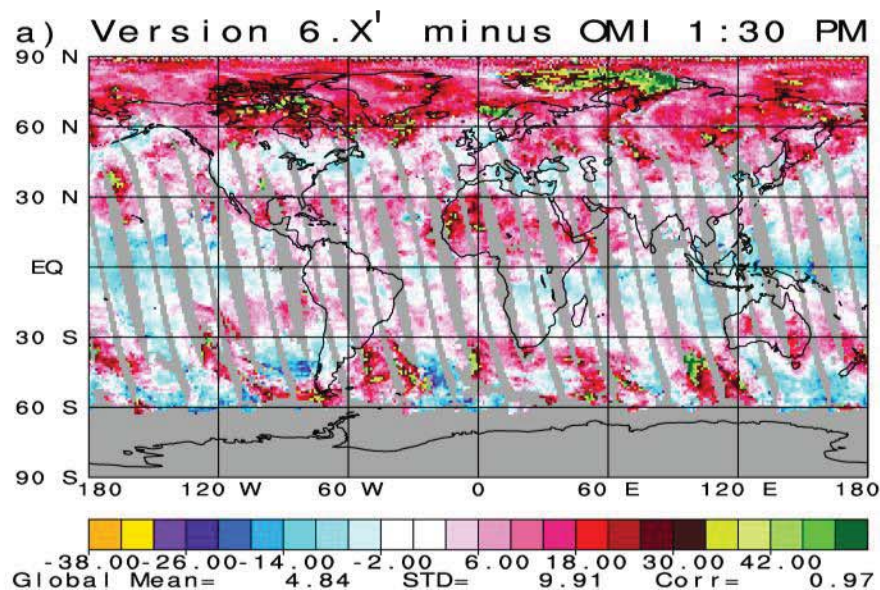 a) Version 6.X' minus OMI 1:30 PM
90 N
60 N
30 N
EQ
30 S
60 S
90 S
180 120 W 60 W 0 60 E 120 E 180
-38.00 -26.00 -14.00 -2.00 6.00 18.00 30.00 42.00
Global Mean= 4.84 STD= 9.91 Corr= 0.97